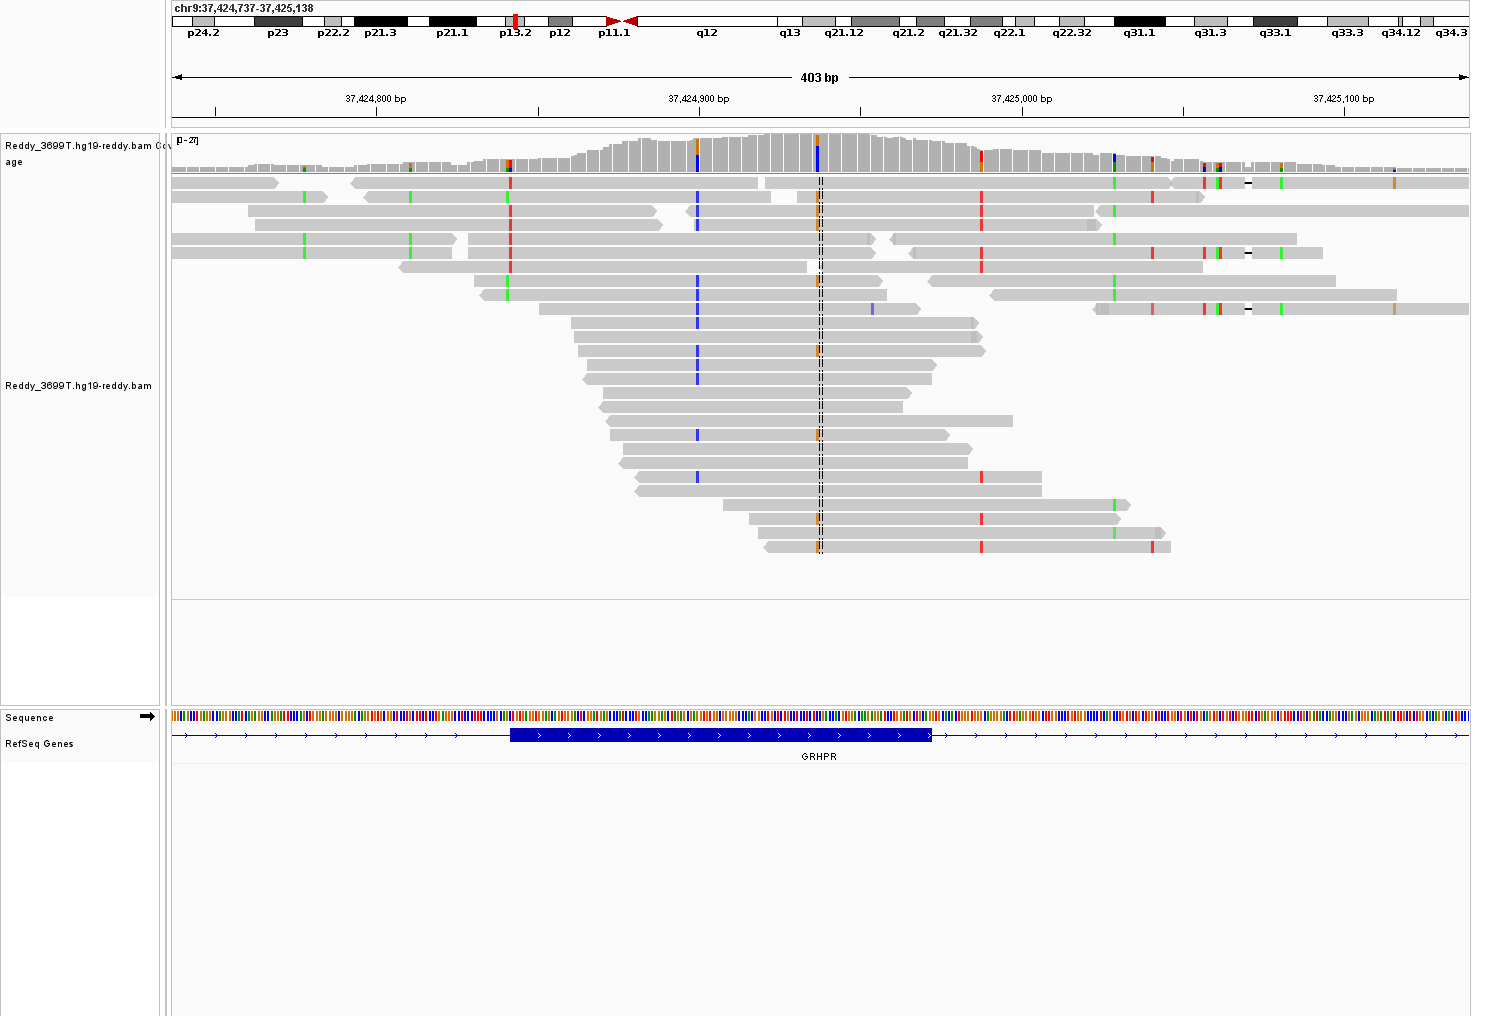 chr9:37,424,737-37,425,138
p24.2 p23 p22.2 p21.3 p21.1 p13.2 p12 p11.1 q12 q13 q21.12 q21.2 q21.32 q22.1 q22.32 q31.1 q31.3 q33.1 q33.3 q34.12 q34.3
403 bp
37,424,800 bp 37,424,900 bp 37,425,000 bp 37,425,100 bp
Reddy_3699T.hg19-reddy.bam Cov
age
[0 - 27]
Reddy_3699T.hg19-reddy.bam
Sequence
RefSeq Genes
GRHPR